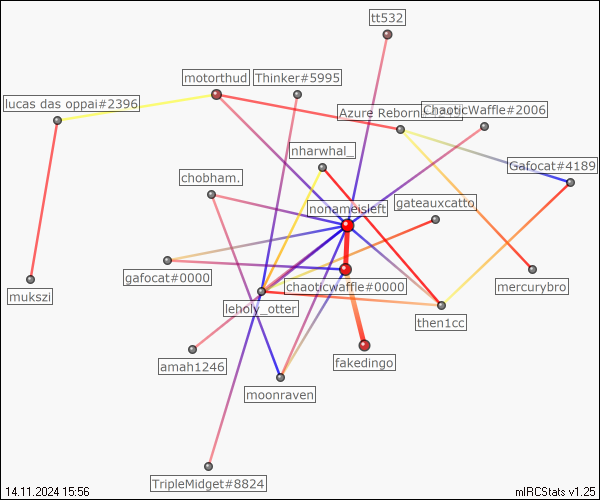 tt532
motorthud
Thinker#5995
lucas das oppai#2396
Azure Reborn
ChaoticWaffle#2006
nharwhal_
Gafocat#4189
chobham.
nonameisleft
gateauxcatto
gafocat#0000
chaoticwaffle#0000
mercurybro
mukszi
leholy_otter
then1cc
amah1246
fakedingo
moonraven
TripleMidget#8824
14.11.2024 15:56
mIRCStats v1.25